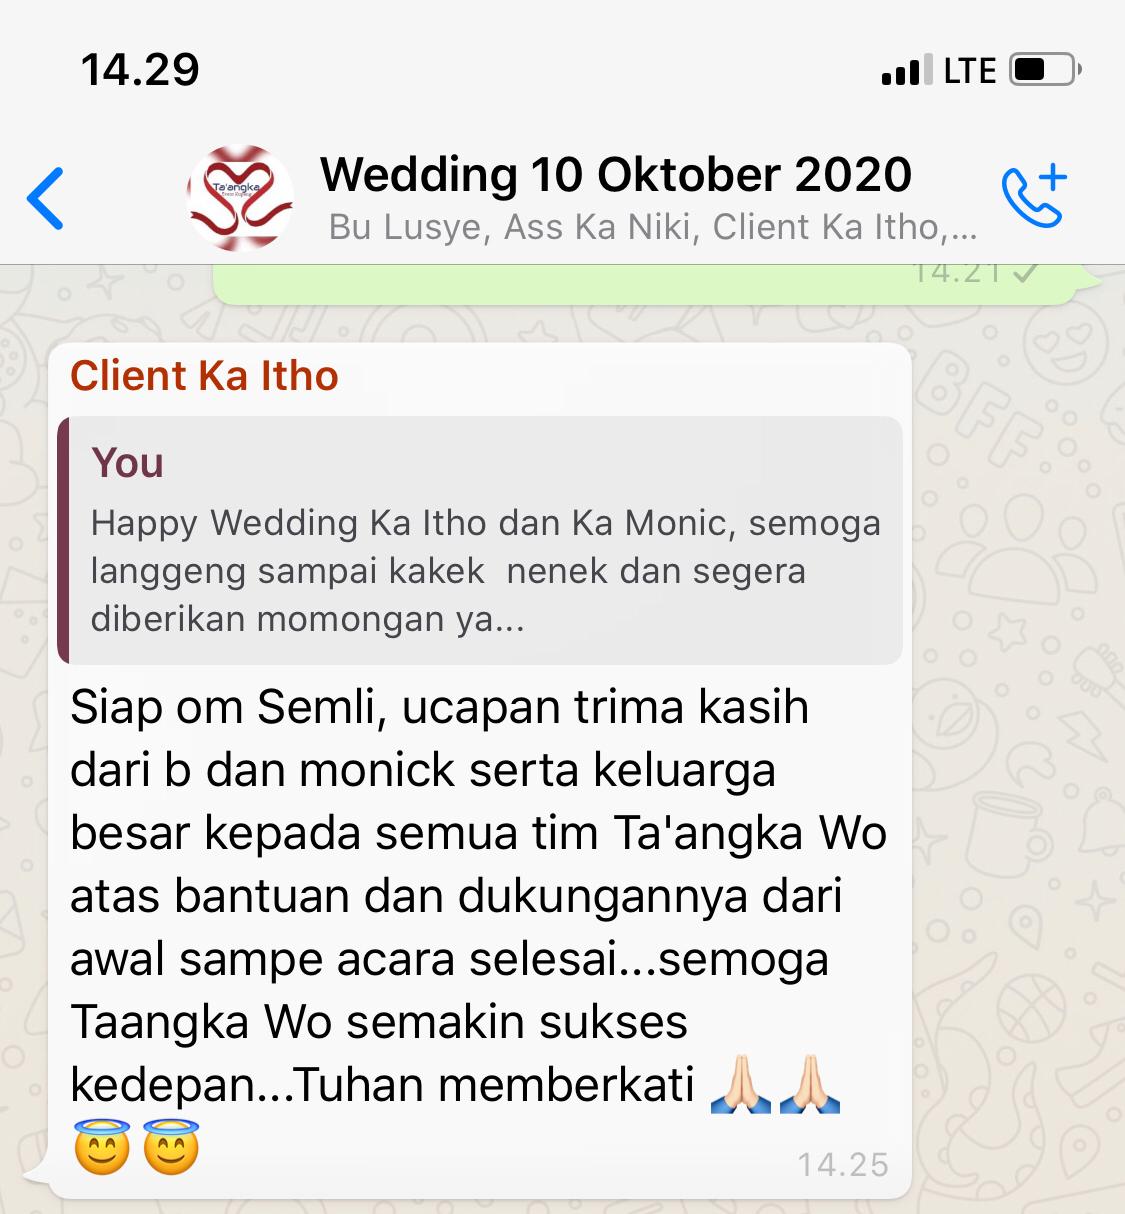 14.29
LTE
Ta'angka
Wedding 10 Oktober 2020
Bu Lusye, Ass Ka Niki, Client Ka Itho,...
14.21
Client Ka Itho
You
Happy Wedding Ka Itho dan Ka Monic, semoga
langgeng sampai kakek  nenek dan segera
diberikan momongan ya...
Siap om Semli, ucapan trima kasih
dari b dan monick serta keluarga
besar kepada semua tim Ta'angka Wo
atas bantuan dan dukungannya dari
awal sampe acara selesai...semoga
Taangka Wo semakin sukses
kedepan...Tuhan memberkati 🙏🏻🙏🏻
😇😇
14.25
BFF